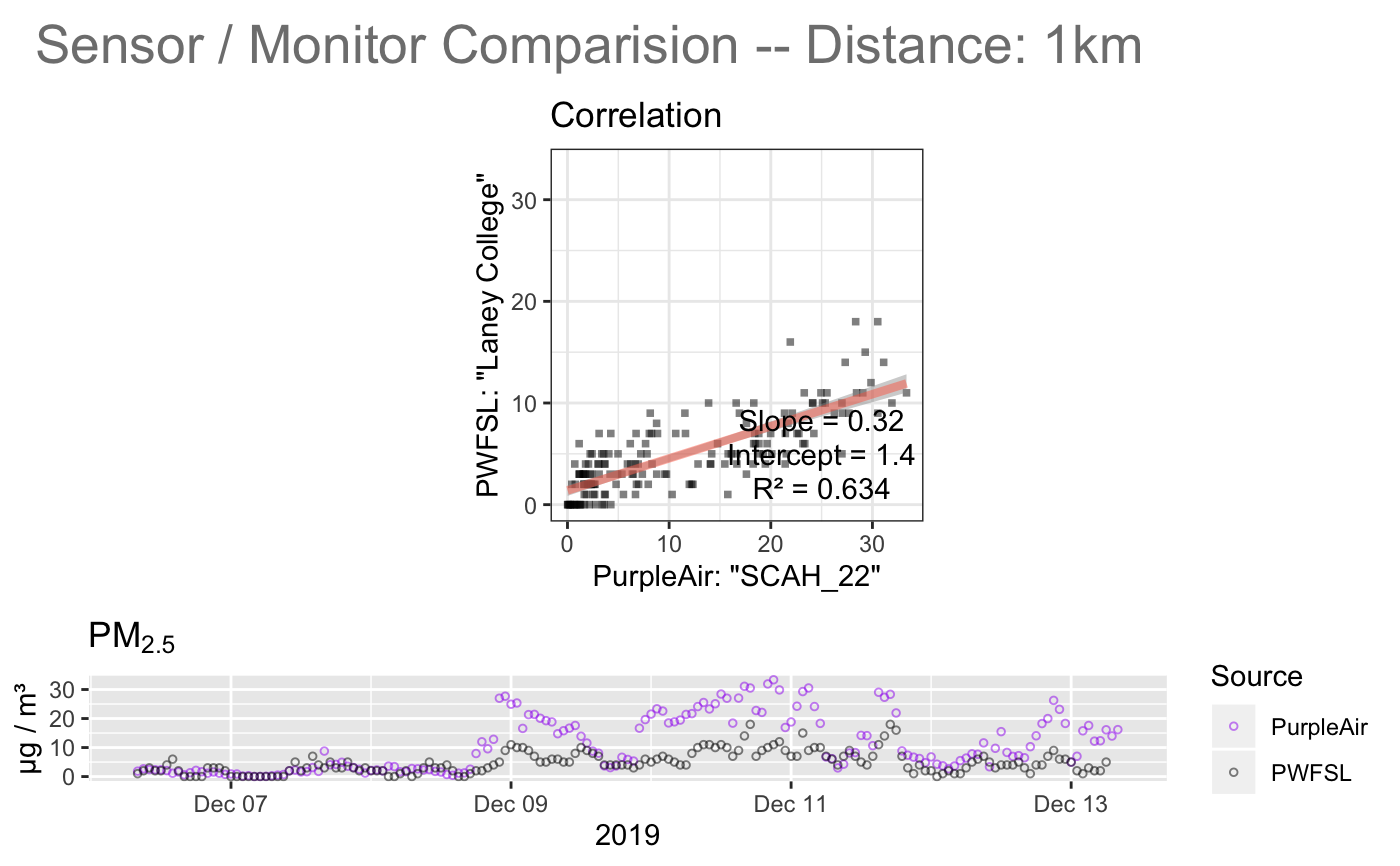 Sensor / Monitor Comparision -- Distance: 1km
Correlation
PWFSL: "Laney College"
30
20
10
0
Slope = 0.32
Intercept = 1.4
R² = 0.634
0 10 20 30
PurpleAir: "SCAH_22"
PM2.5
µg / m³
30
20
10
0
Dec 07 Dec 09 Dec 11 Dec 13
2019
Source
PurpleAir
PWFSL